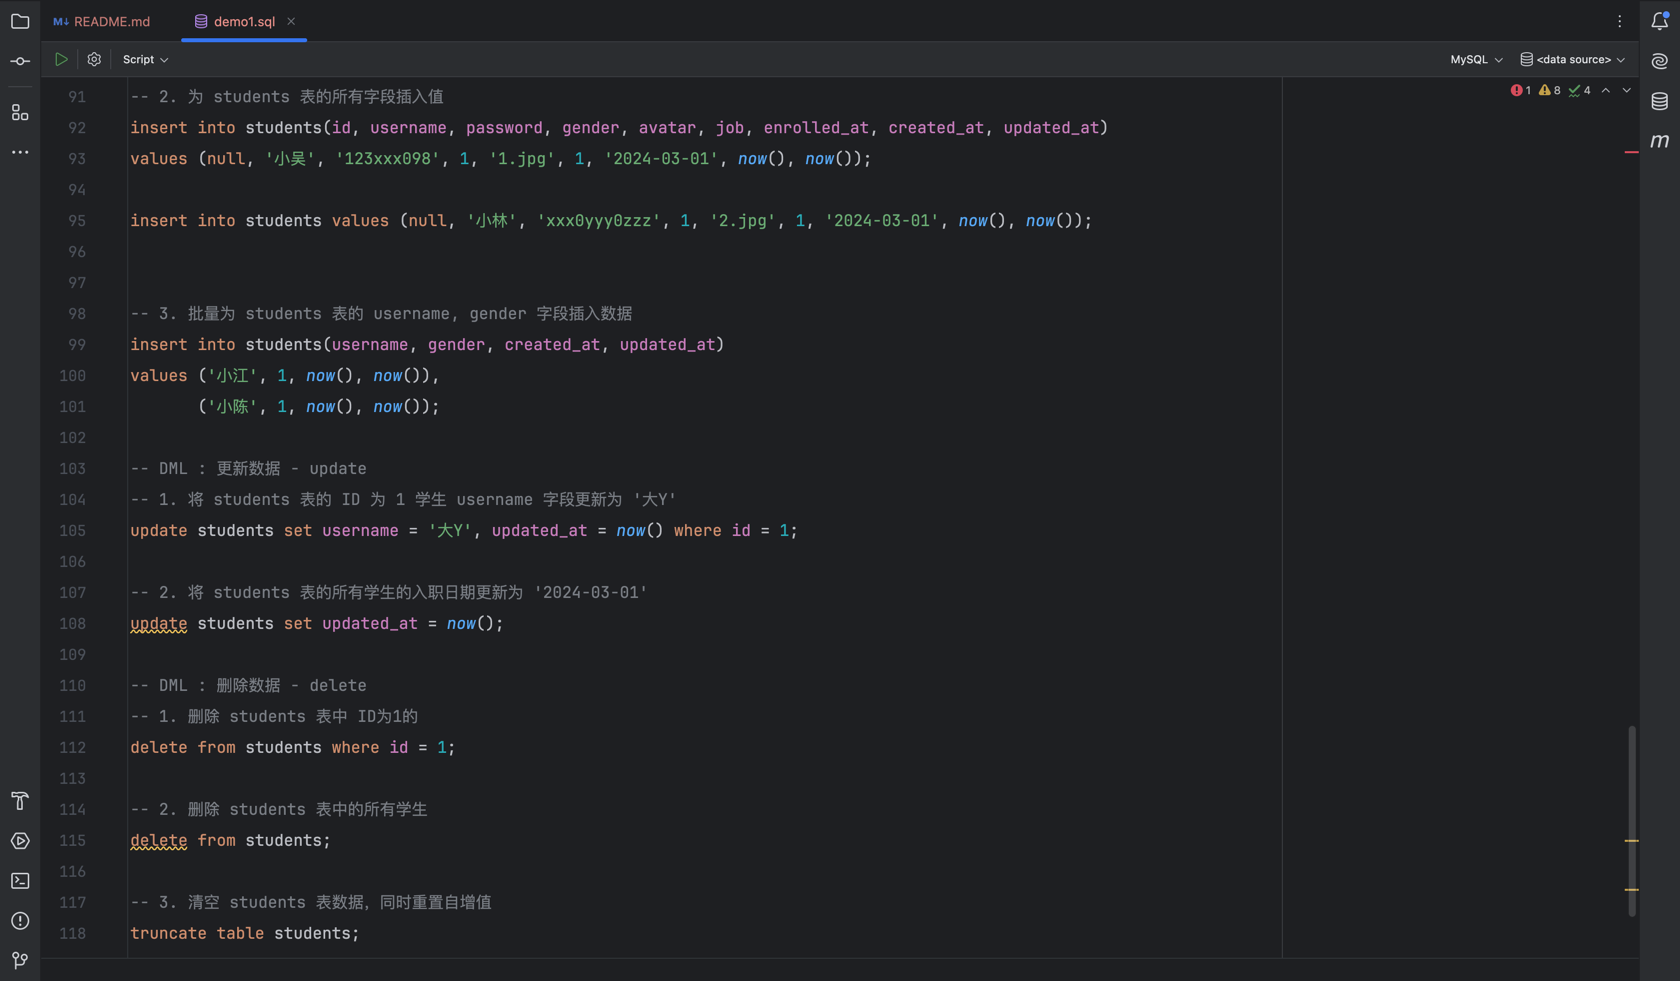 README.md
demo1.sql
Script
MySQL
<data source>
1 8 4
91 -- 2. 为 students 表的所有字段插入值
92 insert into students(id, username, password, gender, avatar, job, enrolled_at, created_at, updated_at)
93 values (null, '小吴', '123xxx098', 1, '1.jpg', 1, '2024-03-01', now(), now());
94
95 insert into students values (null, '小林', 'xxx0yyy0zzz', 1, '2.jpg', 1, '2024-03-01', now(), now());
96
97
98 -- 3. 批量为 students 表的 username, gender 字段插入数据
99 insert into students(username, gender, created_at, updated_at)
100 values ('小江', 1, now(), now()),
101 ('小陈', 1, now(), now());
102
103 -- DML : 更新数据 - update
104 -- 1. 将 students 表的 ID 为 1 学生 username 字段更新为 '大Y'
105 update students set username = '大Y', updated_at = now() where id = 1;
106
107 -- 2. 将 students 表的所有学生的入职日期更新为 '2024-03-01'
108 update students set updated_at = now();
109
110 -- DML : 删除数据 - delete
111 -- 1. 删除 students 表中 ID为1的
112 delete from students where id = 1;
113
114 -- 2. 删除 students 表中的所有学生
115 delete from students;
116
117 -- 3. 清空 students 表数据，同时重置自增值
118 truncate table students;